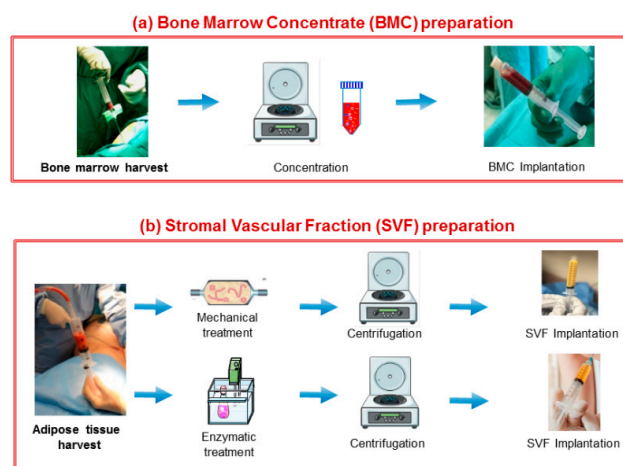 (a) Bone Marrow Concentrate (BMC) preparation
Bone marrow harvest
Concentration
BMC Implantation
(b) Stromal Vascular Fraction (SVF) preparation
Mechanical
treatment
Centrifugation
SVF Implantation
Adipose tissue
harvest
Enzymatic
treatment
Centrifugation
SVF Implantation